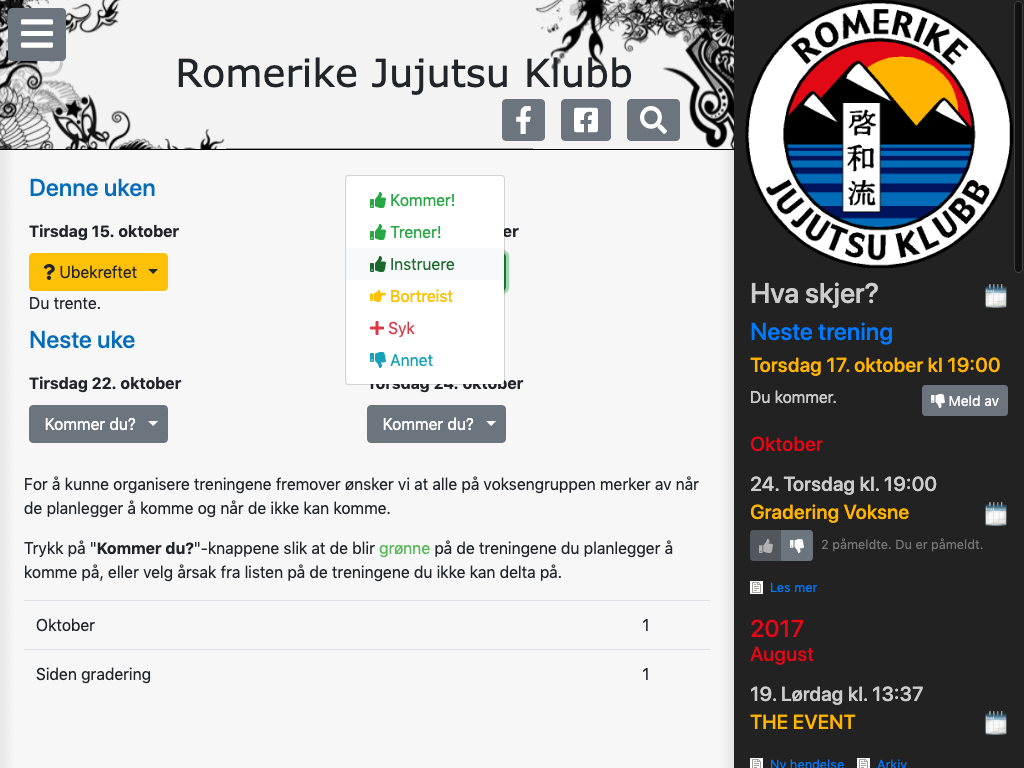 Romerike Jujutsu Klubb
Denne uken
Tirsdag 15. oktober
Ubekreftet
Du trente.
Kommer!
Trener!
Instruere
Bortreist
Syk
Annet
Neste uke
Tirsdag 22. oktober
Torsdag 24. oktober
Kommer du?
Kommer du?
For å kunne organisere treningene fremover ønsker vi at alle på voksengruppen merker av når
de planlegger å komme og når de ikke kan komme.
Trykk på "Kommer du?"-knappene slik at de blir grønne på de treningene du planlegger å
komme på, eller velg årsak fra listen på de treningene du ikke kan delta på.
Oktober 1
Siden gradering 1
ROMERIKE
啓和流
JUJUTSU KLUBB
Hva skjer?
Neste trening
Torsdag 17. oktober kl 19:00
Du kommer.
Meld av
Oktober
24. Torsdag kl. 19:00
Gradering Voksne
2 påmeldte. Du er påmeldt.
Les mer
2017
August
19. Lørdag kl. 13:37
THE EVENT
Ny hendelse Arkiv